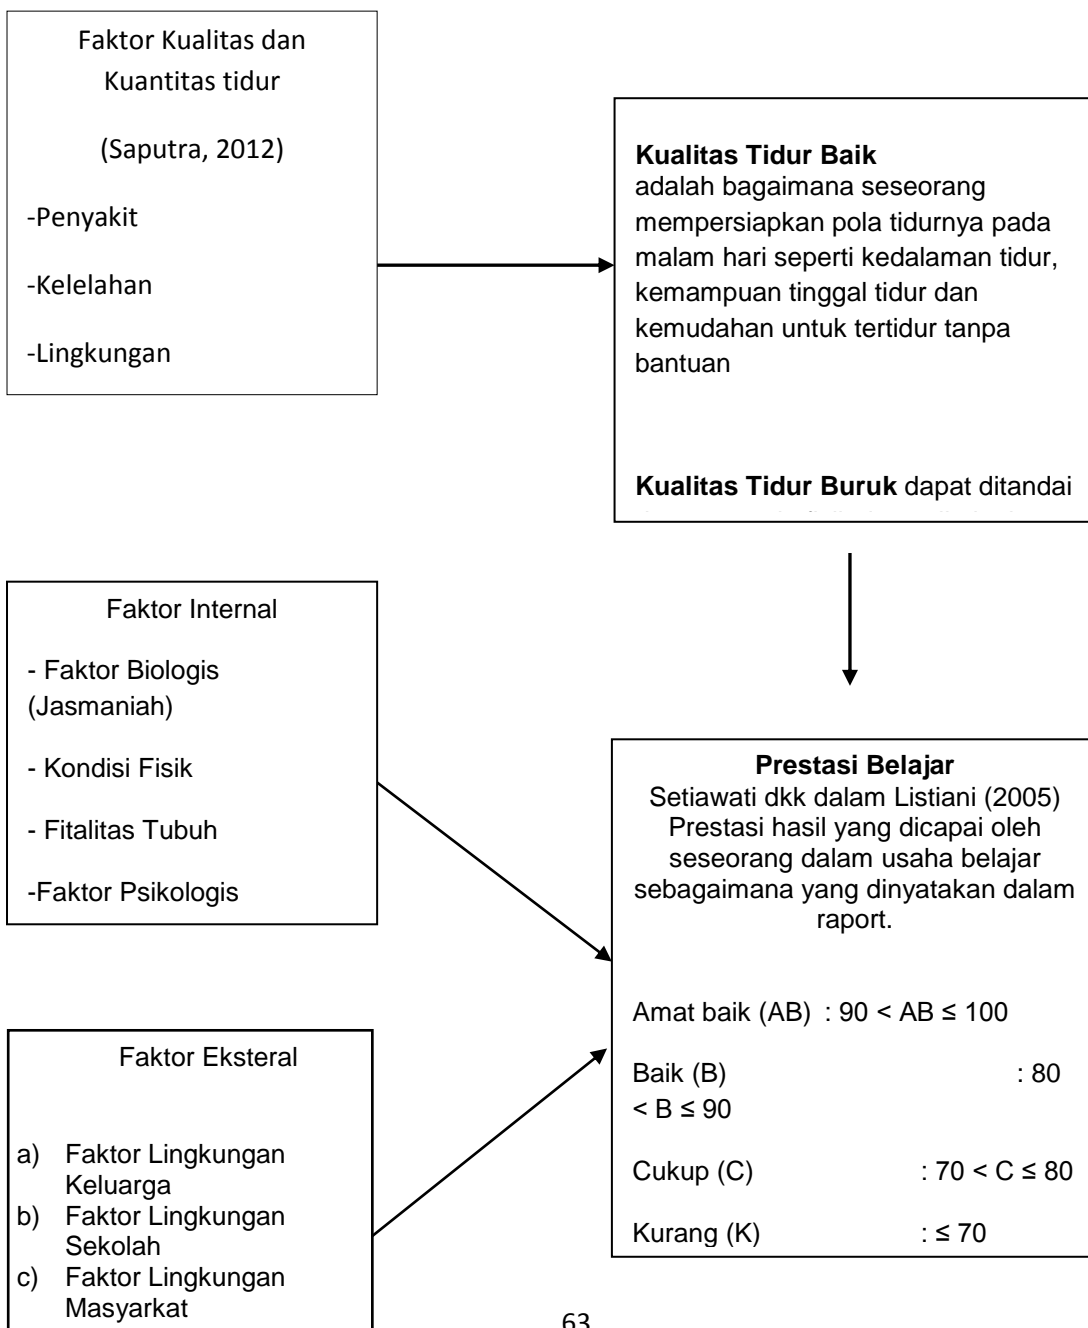 Faktor Kualitas dan
Kuantitas tidur
(Saputra, 2012)
-Penyakit
-Kelelahan
-Lingkungan
Kualitas Tidur Baik
adalah bagaimana seseorang
mempersiapkan pola tidurnya pada
malam hari seperti kedalaman tidur,
kemampuan tinggal tidur dan
kemudahan untuk tertidur tanpa
bantuan
Kualitas Tidur Buruk dapat ditandai
Faktor Internal
- Faktor Biologis
(Jasmaniah)
- Kondisi Fisik
- Fitalitas Tubuh
-Faktor Psikologis
Prestasi Belajar
Setiawati dkk dalam Listiani (2005)
Prestasi hasil yang dicapai oleh
seseorang dalam usaha belajar
sebagaimana yang dinyatakan dalam
raport.
Amat baik (AB) : 90 < AB ≤ 100
Baik (B) : 80
< B ≤ 90
Cukup (C) : 70 < C ≤ 80
Kurang (K) : ≤ 70
Faktor Eksteral
a) Faktor Lingkungan
Keluarga
b) Faktor Lingkungan
Sekolah
c) Faktor Lingkungan
Masyarkat
63